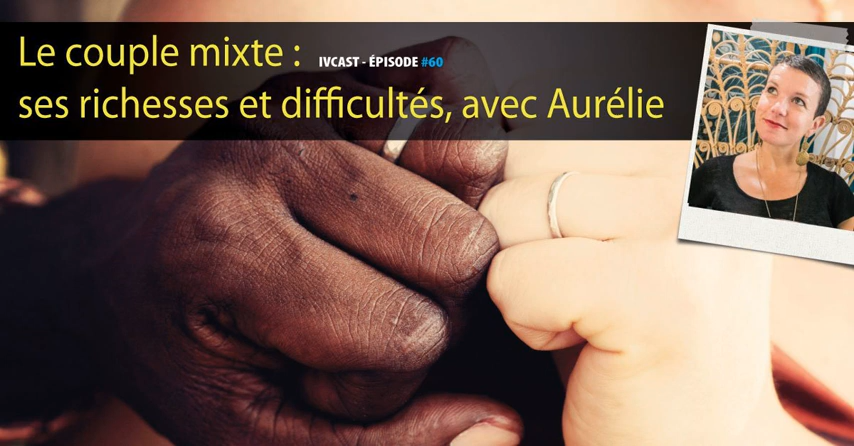 Le couple mixte : IVCAST - ÉPISODE #60
ses richesses et difficultés, avec Aurélie